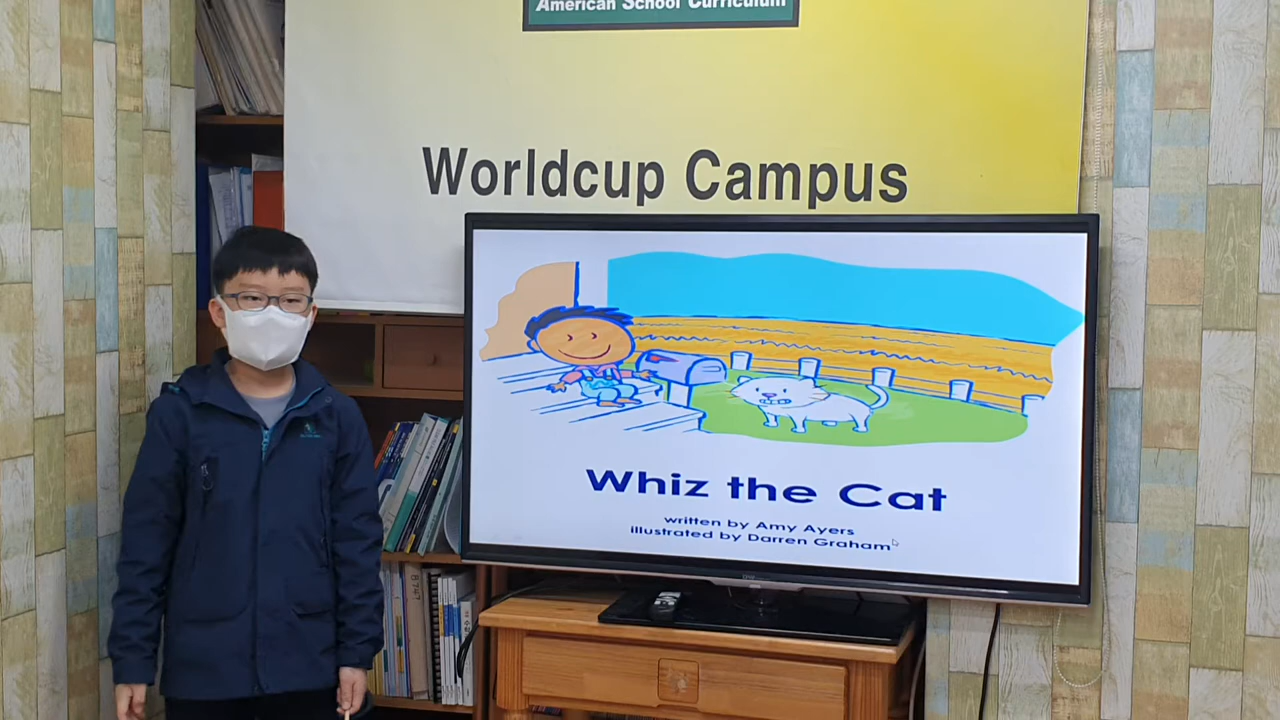 American School Curriculum
Worldcup Campus
Whiz the Cat
written by Amy Ayers
illustrated by Darren Graham